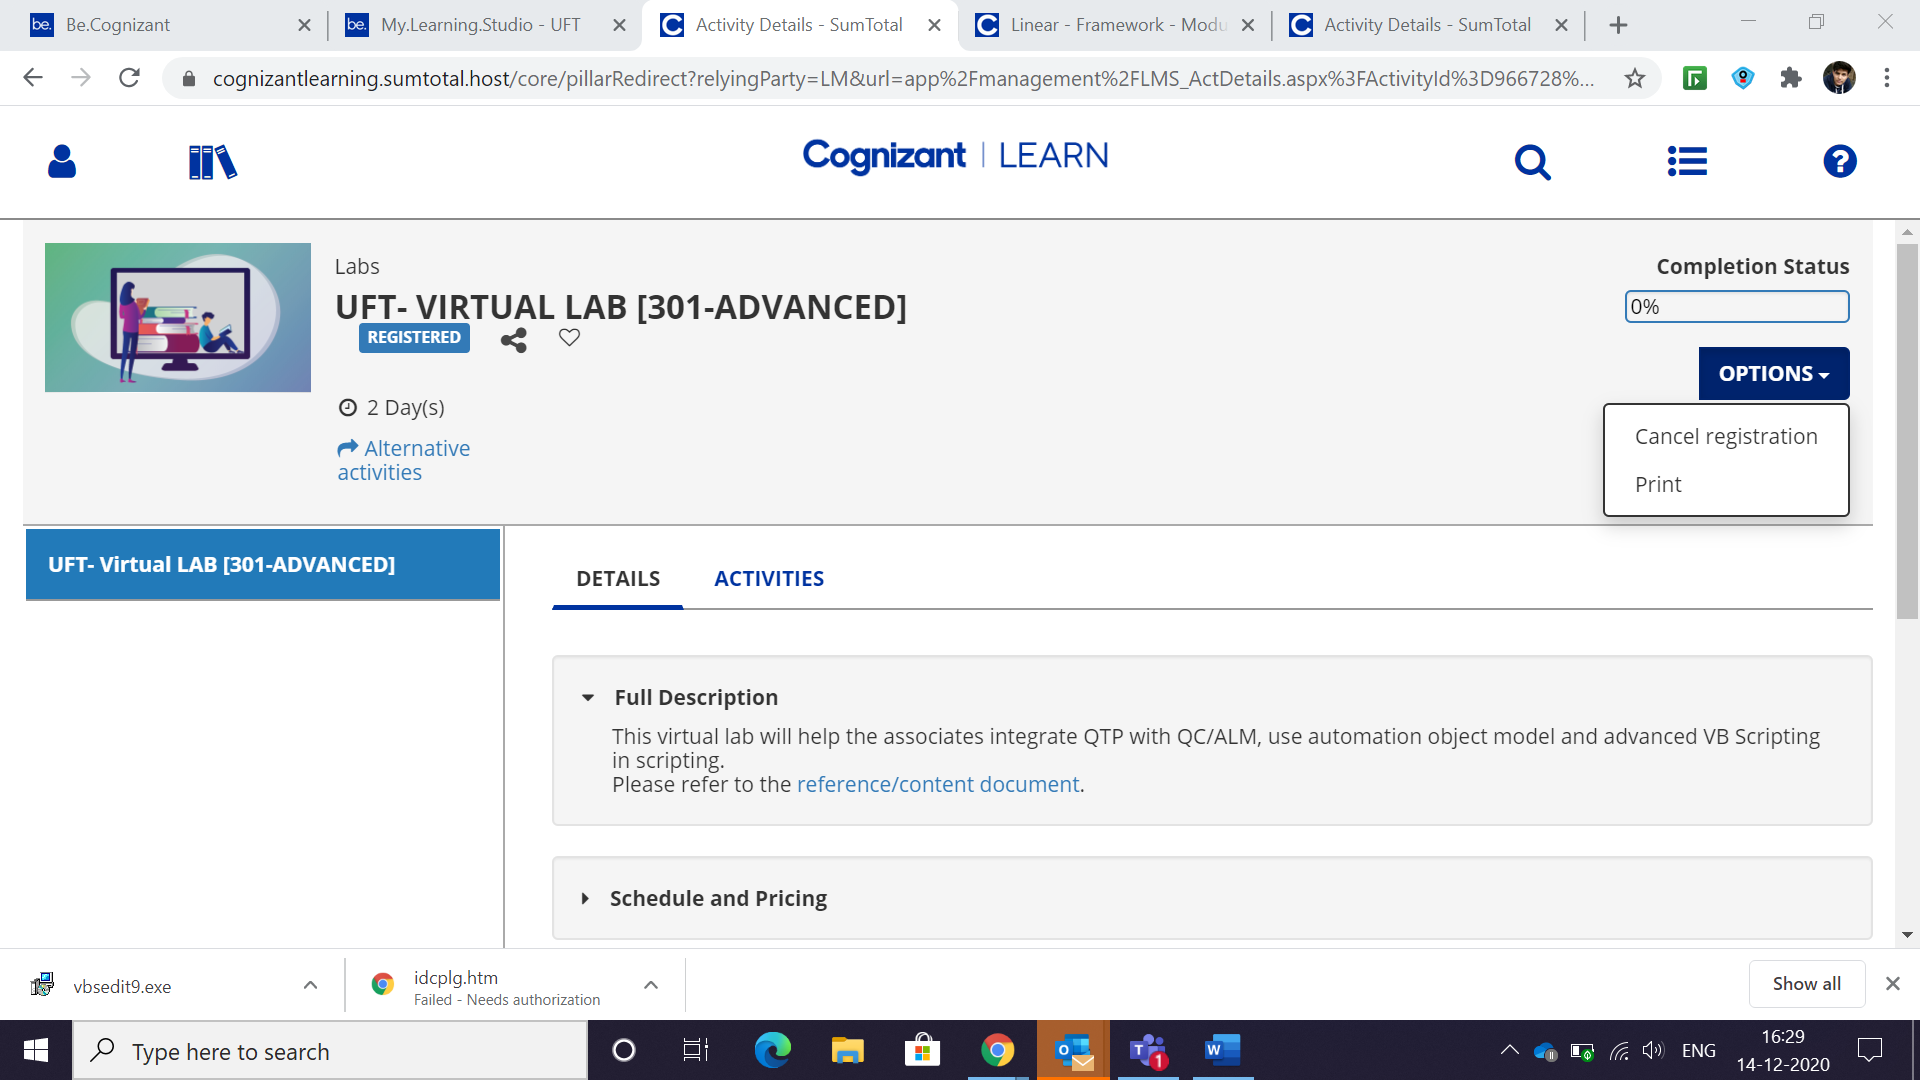 be. Be.Cognizant
be. My.Learning.Studio - UFT
Activity Details - SumTotal
Linear - Framework - Modu
Activity Details - SumTotal
cognizantlearning.sumtotal.host/core/pillarRedirect?relyingParty=LM&url=app%2Fmanagement%2FLMS_ActDetails.aspx%3FActivityId%3D966728%...
Cognizant | LEARN
Labs
UFT- VIRTUAL LAB [301-ADVANCED]
REGISTERED
2 Day(s)
Alternative
activities
Completion Status
0%
OPTIONS
Cancel registration
Print
UFT- Virtual LAB [301-ADVANCED]
DETAILS ACTIVITIES
Full Description
This virtual lab will help the associates integrate QTP with QC/ALM, use automation object model and advanced VB Scripting
in scripting.
Please refer to the reference/content document.
Schedule and Pricing
vbsedit9.exe
idcplg.htm
Failed - Needs authorization
Show all
Type here to search
1
ENG
16:29
14-12-2020